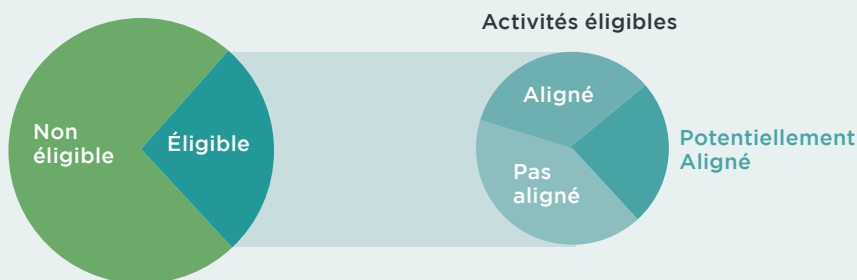 Activités éligibles
Non
éligible
Éligible
Aligné
Potentiellement
Aligné
Pas
aligné